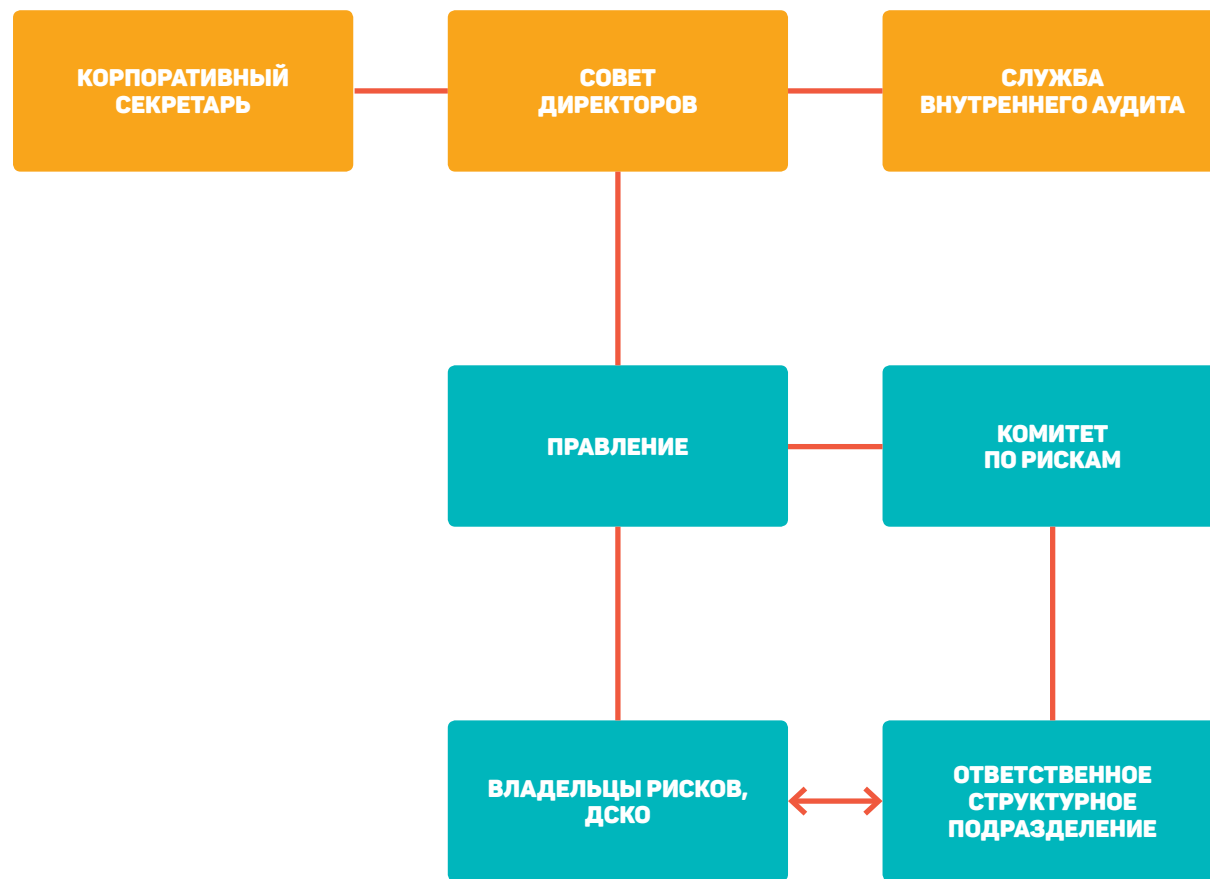 КОРПОРАТИВНЫЙ
СЕКРЕТАРЬ
СОВЕТ
ДИРЕКТОРОВ
СЛУЖБА
ВНУТРЕННЕГО АУДИТА
ПРАВЛЕНИЕ
КОМИТЕТ
ПО РИСКАМ
ВЛАДЕЛЬЦЫ РИСКОВ,
ДСКО
ОТВЕТСТВЕННОЕ
СТРУКТУРНОЕ
ПОДРАЗДЕЛЕНИЕ